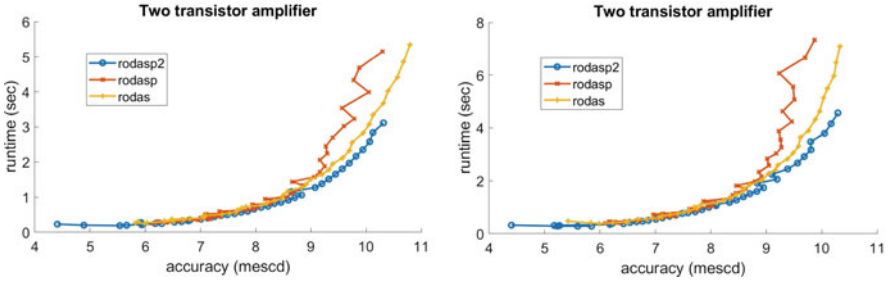 Two transistor amplifier
6
5
4
3
2
1
0
rodasp2
rodasp
rodas
runtime (sec)
4 5 6 7 8 9 10 11
accuracy (mescd)
Two transistor amplifier
8
6
4
2
0
rodasp2
rodasp
rodas
runtime (sec)
4 5 6 7 8 9 10 11
accuracy (mescd)